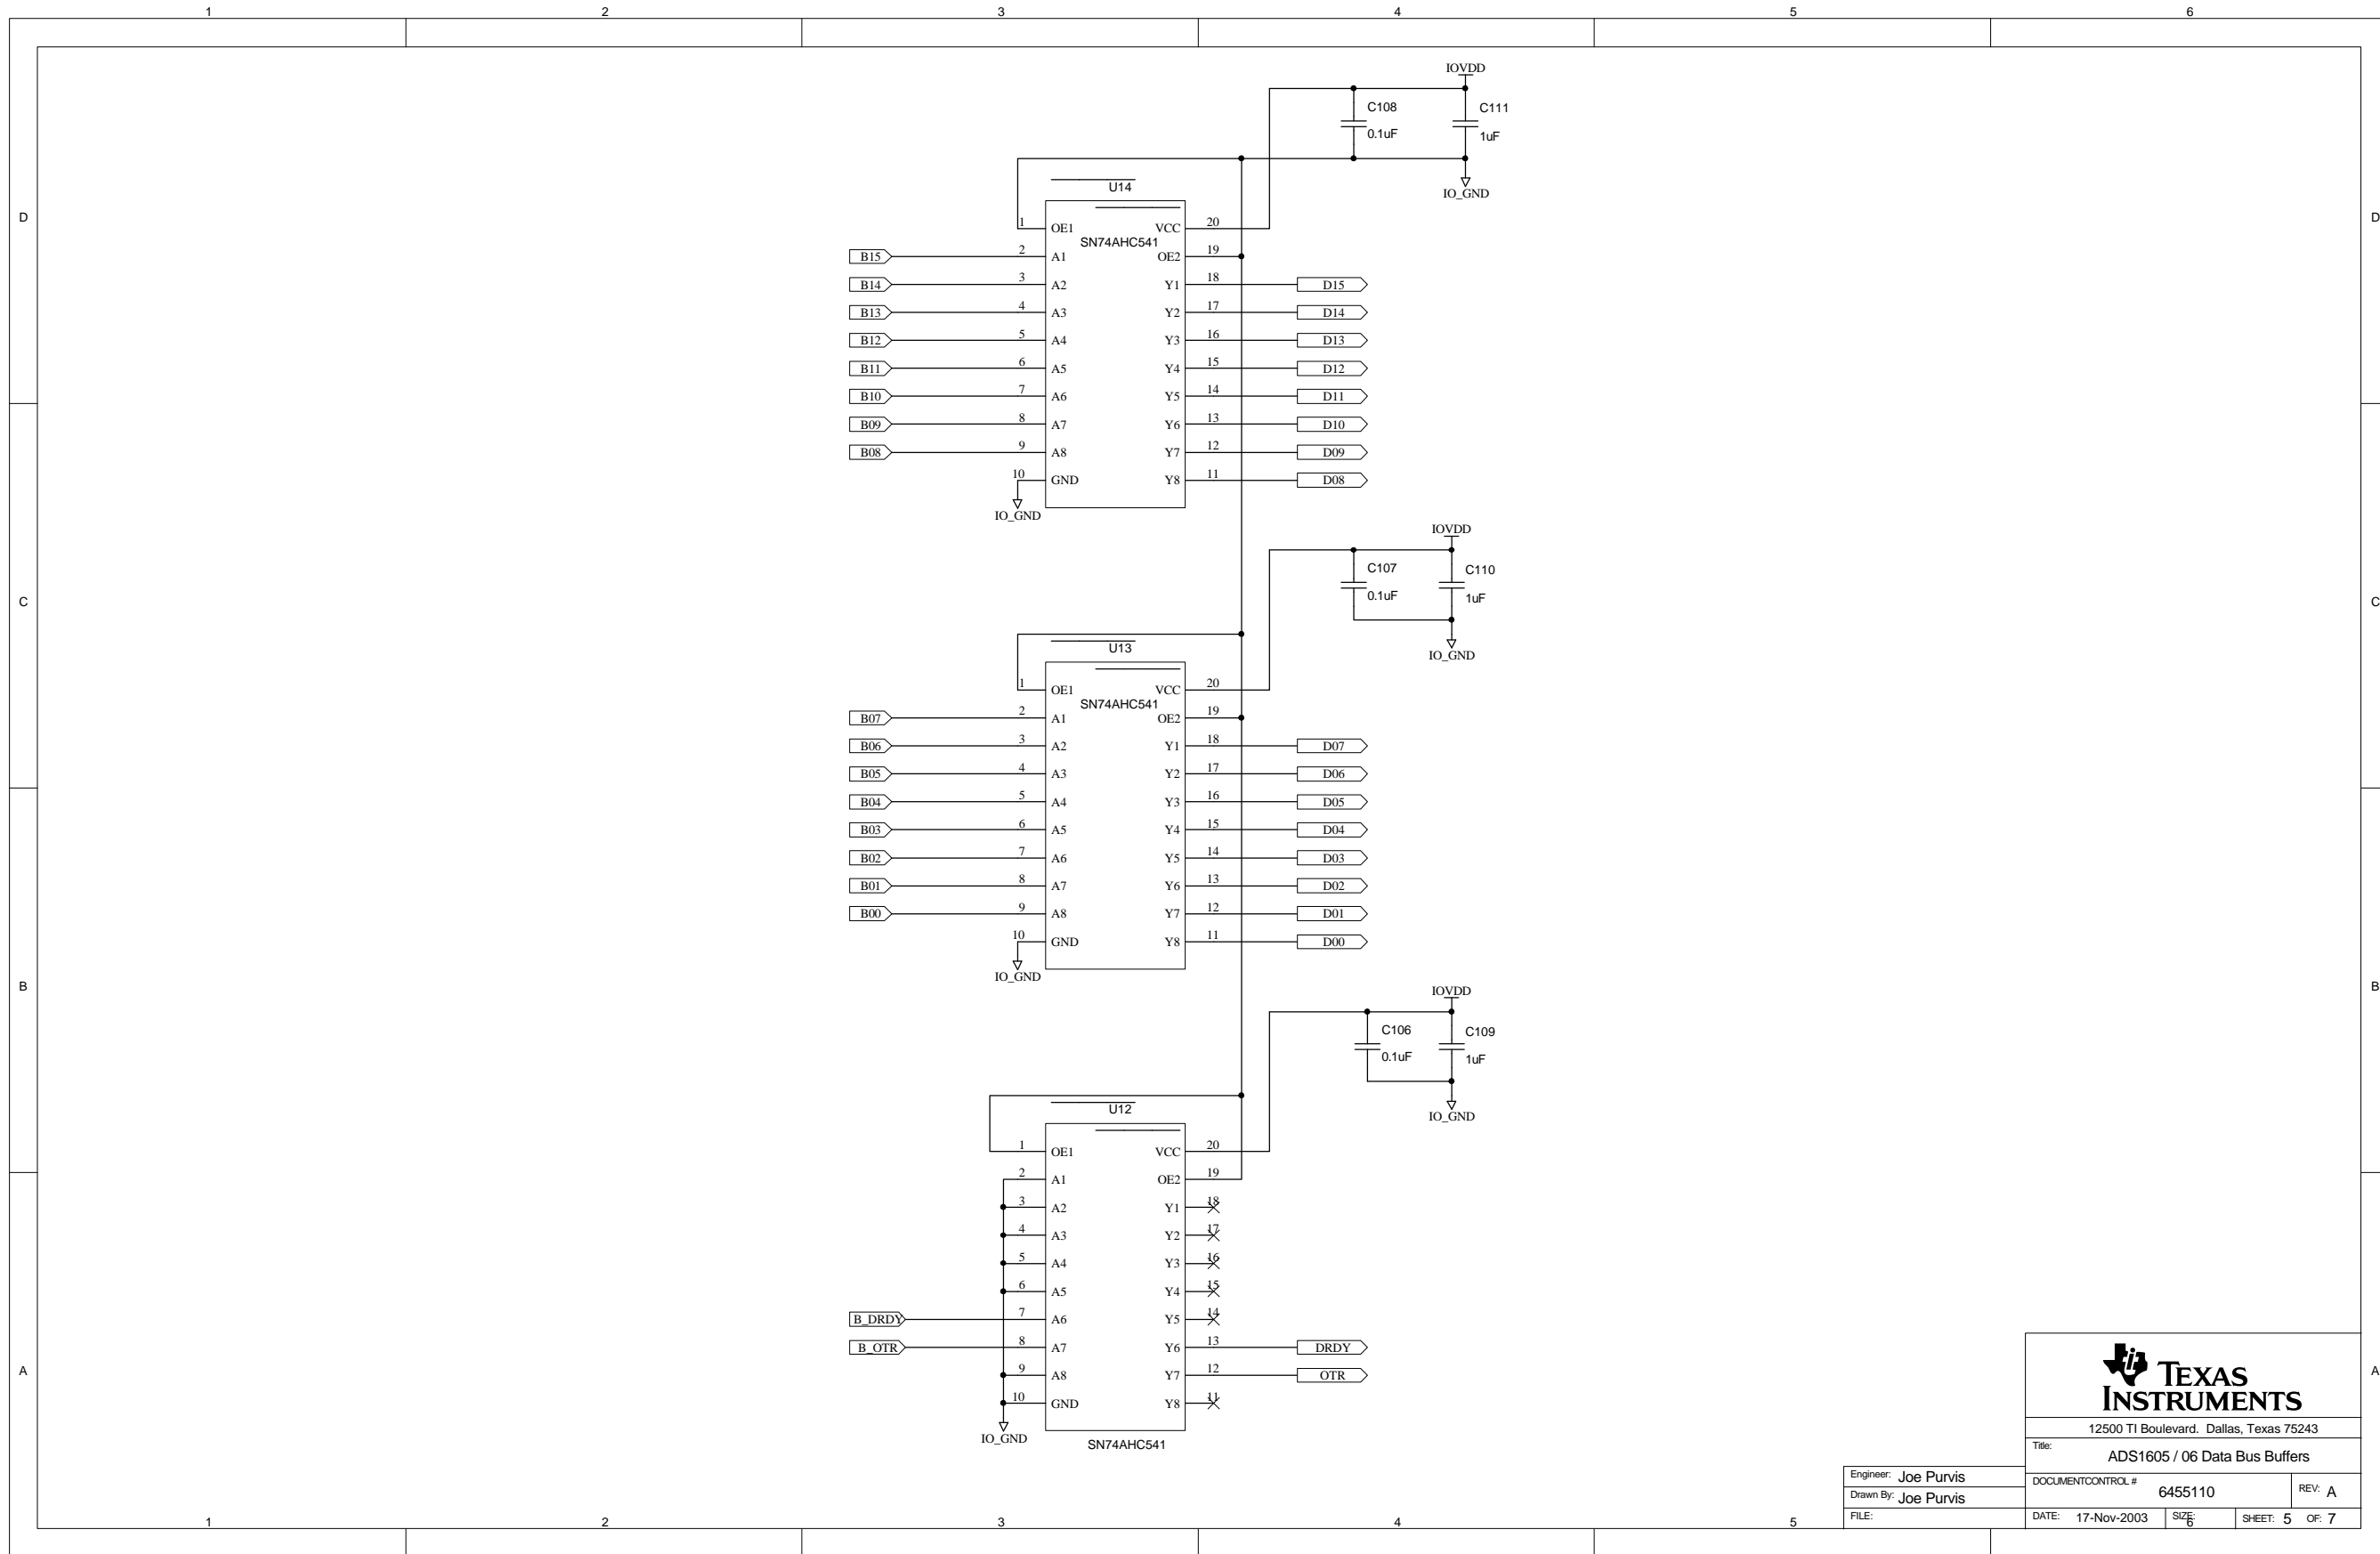 1 2 3 4 5 6
IOVDD
C108 C111
0.1uF 1uF
IO_GND
U14
D D
1 OE1 VCC 20
SN74AHC541
B15 2 A1 OE2 19
B14 3 A2 Y1 18 D15
B13 4 A3 Y2 17 D14
B12 5 A4 Y3 16 D13
B11 6 A5 Y4 15 D12
B10 7 A6 Y5 14 D11
B09 8 A7 Y6 13 D10
B08 9 A8 Y7 12 D09
10 GND Y8 11 D08
IO_GND
IOVDD
C107 C110
0.1uF 1uF
C C
IO_GND
U13
1 OE1 VCC 20
SN74AHC541
B07 2 A1 OE2 19
B06 3 A2 Y1 18 D07
B05 4 A3 Y2 17 D06
B04 5 A4 Y3 16 D05
B03 6 A5 Y4 15 D04
B02 7 A6 Y5 14 D03
B01 8 A7 Y6 13 D02
B00 9 A8 Y7 12 D01
10 GND Y8 11 D00
IO_GND
B B
IOVDD
C106 C109
0.1uF 1uF
IO_GND
U12
1 OE1 VCC 20
2 A1 OE2 19
3 A2 Y1 18
4 A3 Y2 17
5 A4 Y3 16
6 A5 Y4 15
B_DRDY 7 A6 Y5 14
B_OTR 8 A7 Y6 13 DRDY
9 A8 Y7 12 OTR
10 GND Y8 11
A A
IO_GND
SN74AHC541
TEXAS
INSTRUMENTS
12500 TI Boulevard. Dallas, Texas 75243
Title: ADS1605 / 06 Data Bus Buffers
Engineer: Joe Purvis
DOCUMENTCONTROL # 6455110 REV: A
Drawn By: Joe Purvis
FILE: DATE: 17-Nov-2003 SIZE: 6 SHEET: 5 OF: 7
1 2 3 4 5